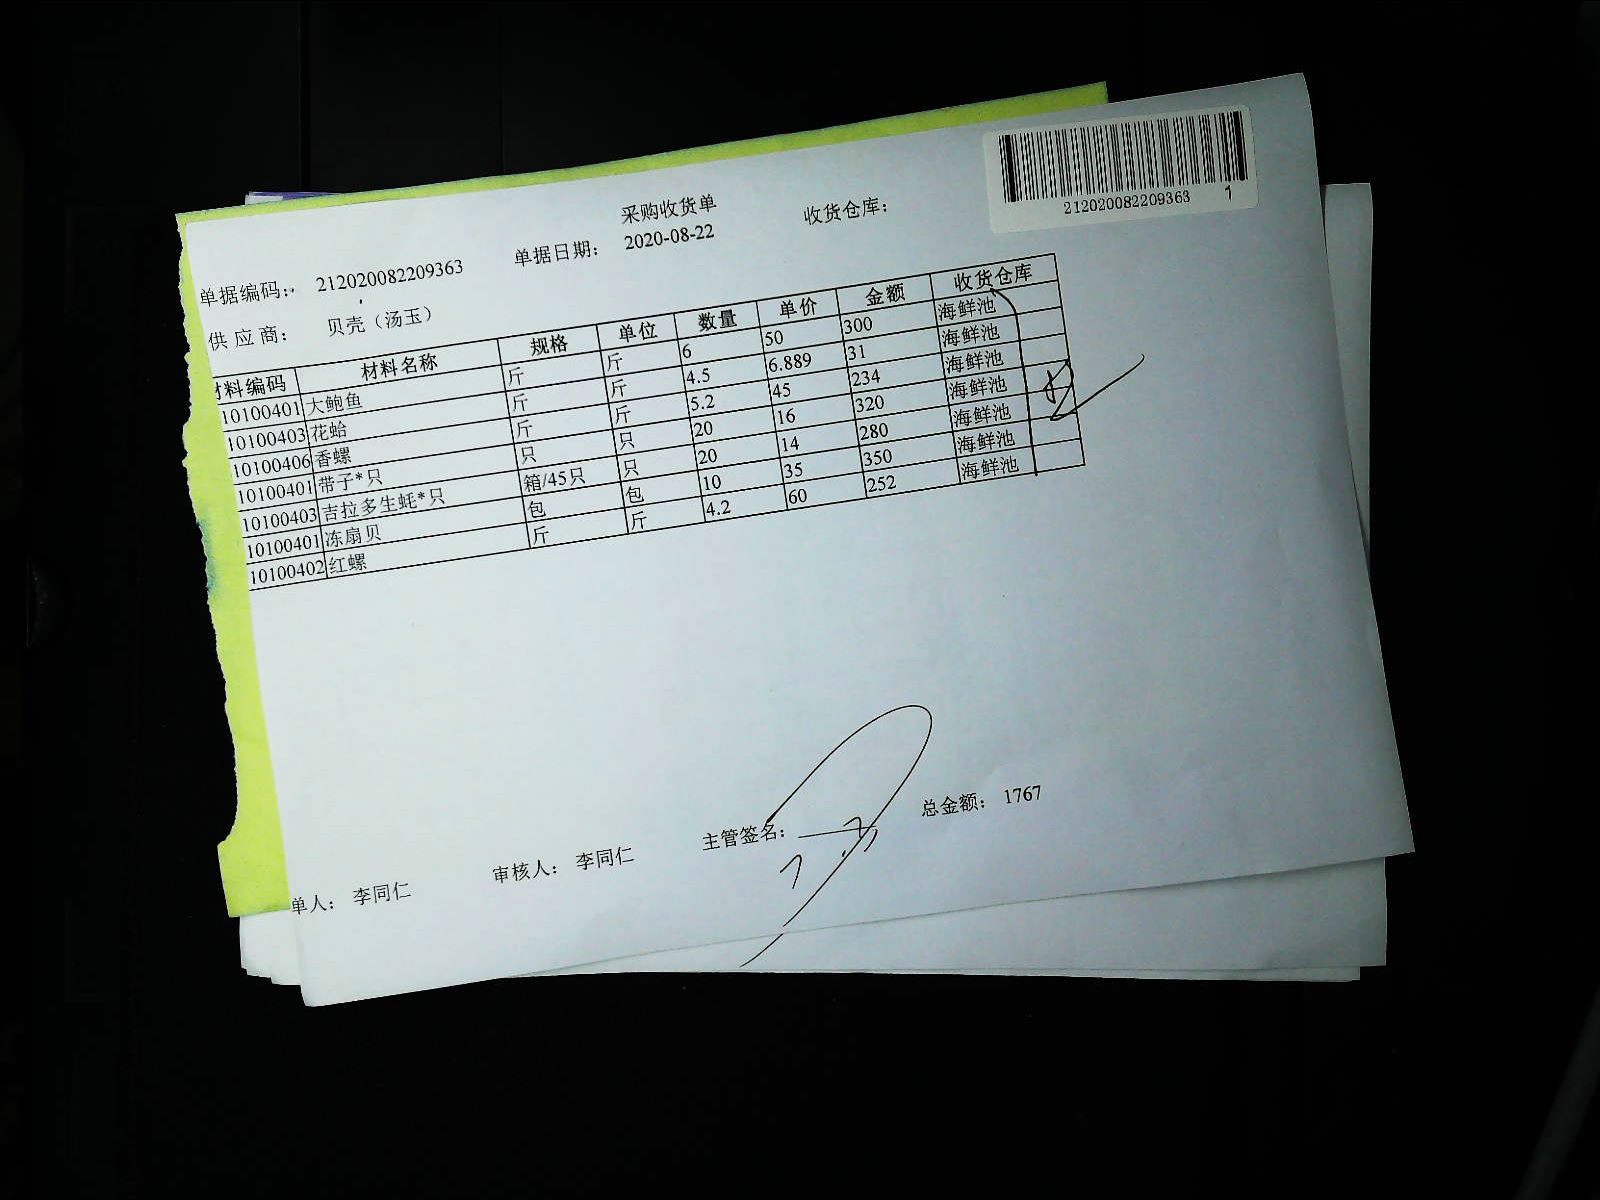 212020082209363 1
采购收货单
单据编码: 212020082209363 单据日期: 2020-08-22 收货仓库:
供应商: 贝壳（汤玉）
材料编码 材料名称 规格 单位 数量 单价 金额 收货仓库
10100401 大鲍鱼 斤 斤 6 50 300 海鲜池
10100403 花蛤 斤 斤 4.5 6.889 31 海鲜池
10100406 香螺 斤 斤 5.2 45 234 海鲜池
10100401 带子*只 只 只 20 16 320 海鲜池
10100403 吉拉多生蚝*只 箱/45只 只 20 14 280 海鲜池
10100401 冻扇贝 包 包 10 35 350 海鲜池
10100402 红螺 斤 斤 4.2 60 252 海鲜池
单人: 李同仁 审核人: 李同仁 主管签名: 总金额: 1767